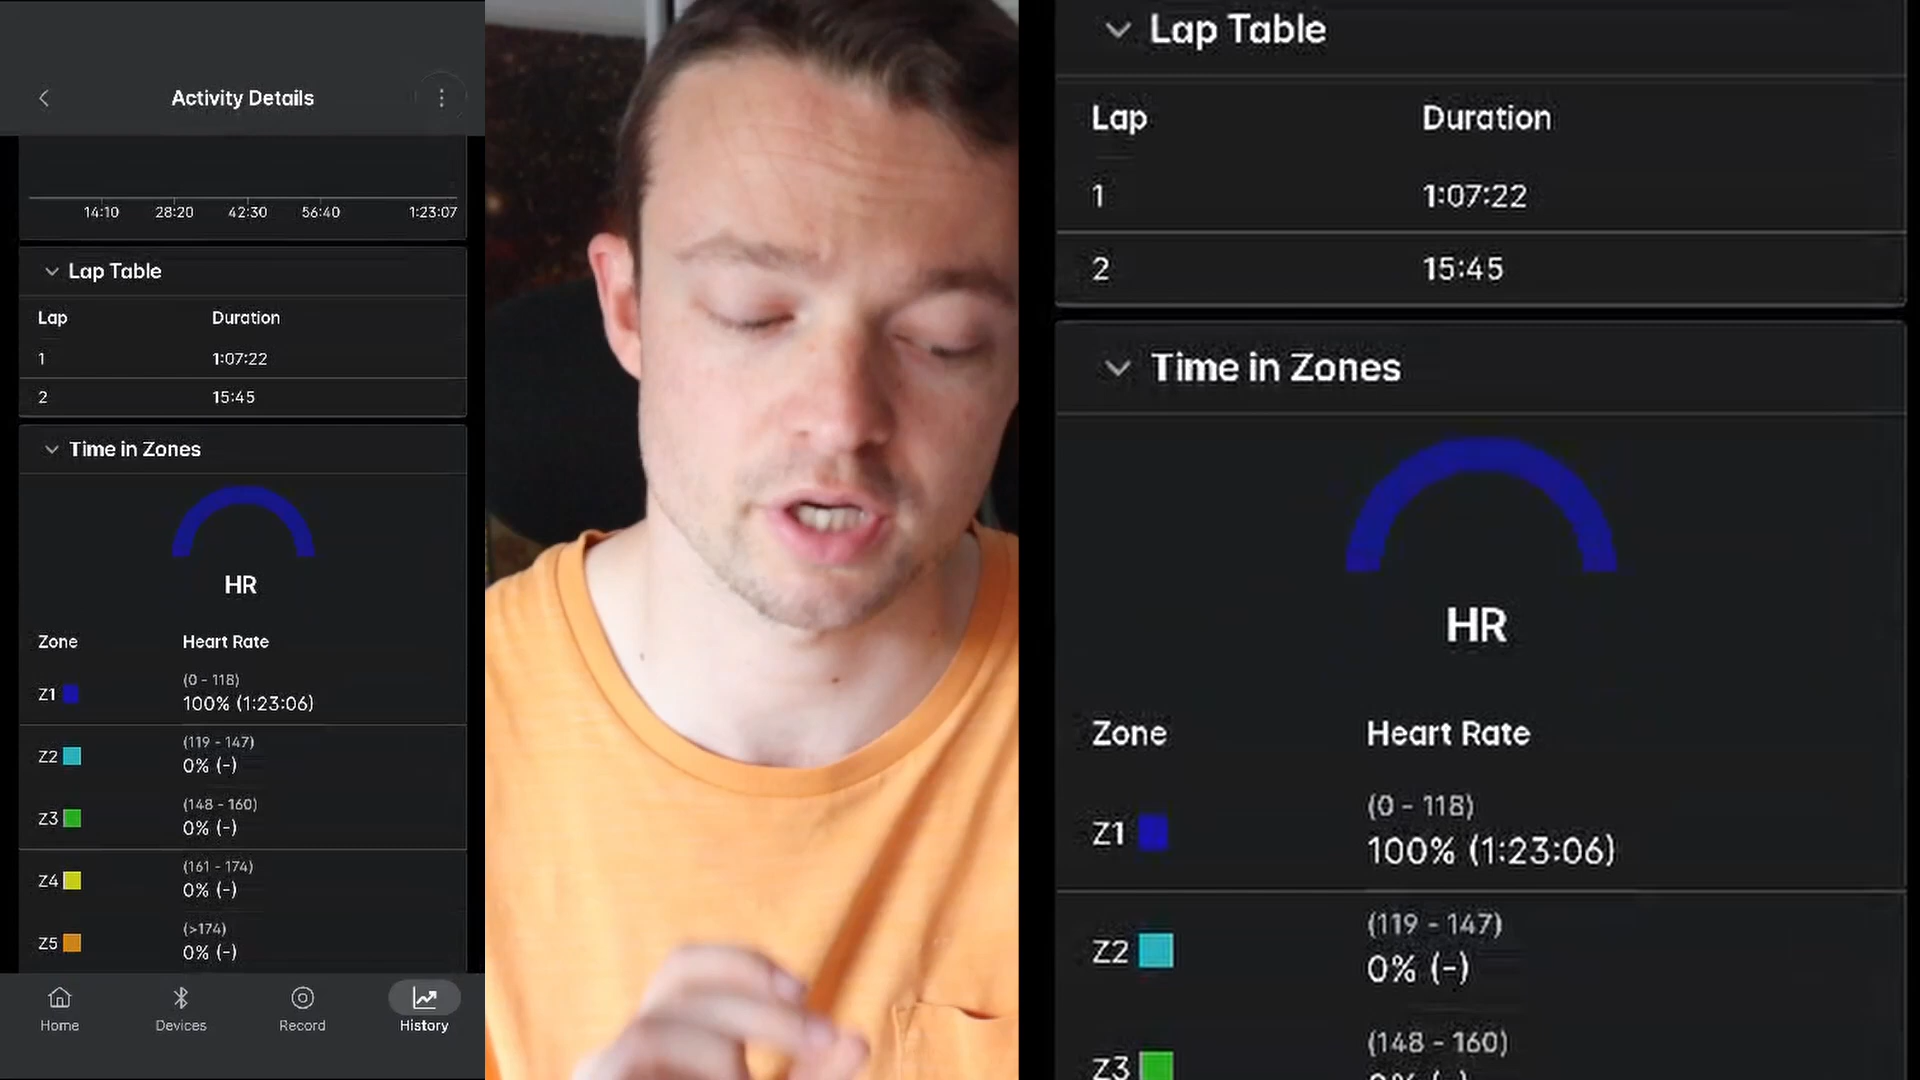 Activity Details
14:10 28:20 42:30 56:40 1:23:07
Lap Table
Lap Duration
1 1:07:22
2 15:45
Time in Zones
HR
Zone Heart Rate
Z1 (0 - 118)
100% (1:23:06)
Z2 (119 - 147)
0% (-)
Z3 (148 - 160)
0% (-)
Z4 (161 - 174)
0% (-)
Z5 (>174)
0% (-)
Home Devices Record History
Lap Table
Lap Duration
1 1:07:22
2 15:45
Time in Zones
HR
Zone Heart Rate
Z1 (0 - 118)
100% (1:23:06)
Z2 (119 - 147)
0% (-)
Z3 (148 - 160)